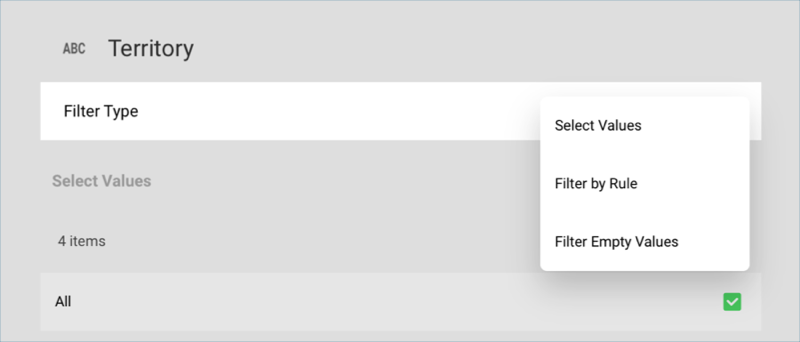 ABC Territory
Filter Type
Select Values
Filter by Rule
Filter Empty Values
Select Values
4 items
All